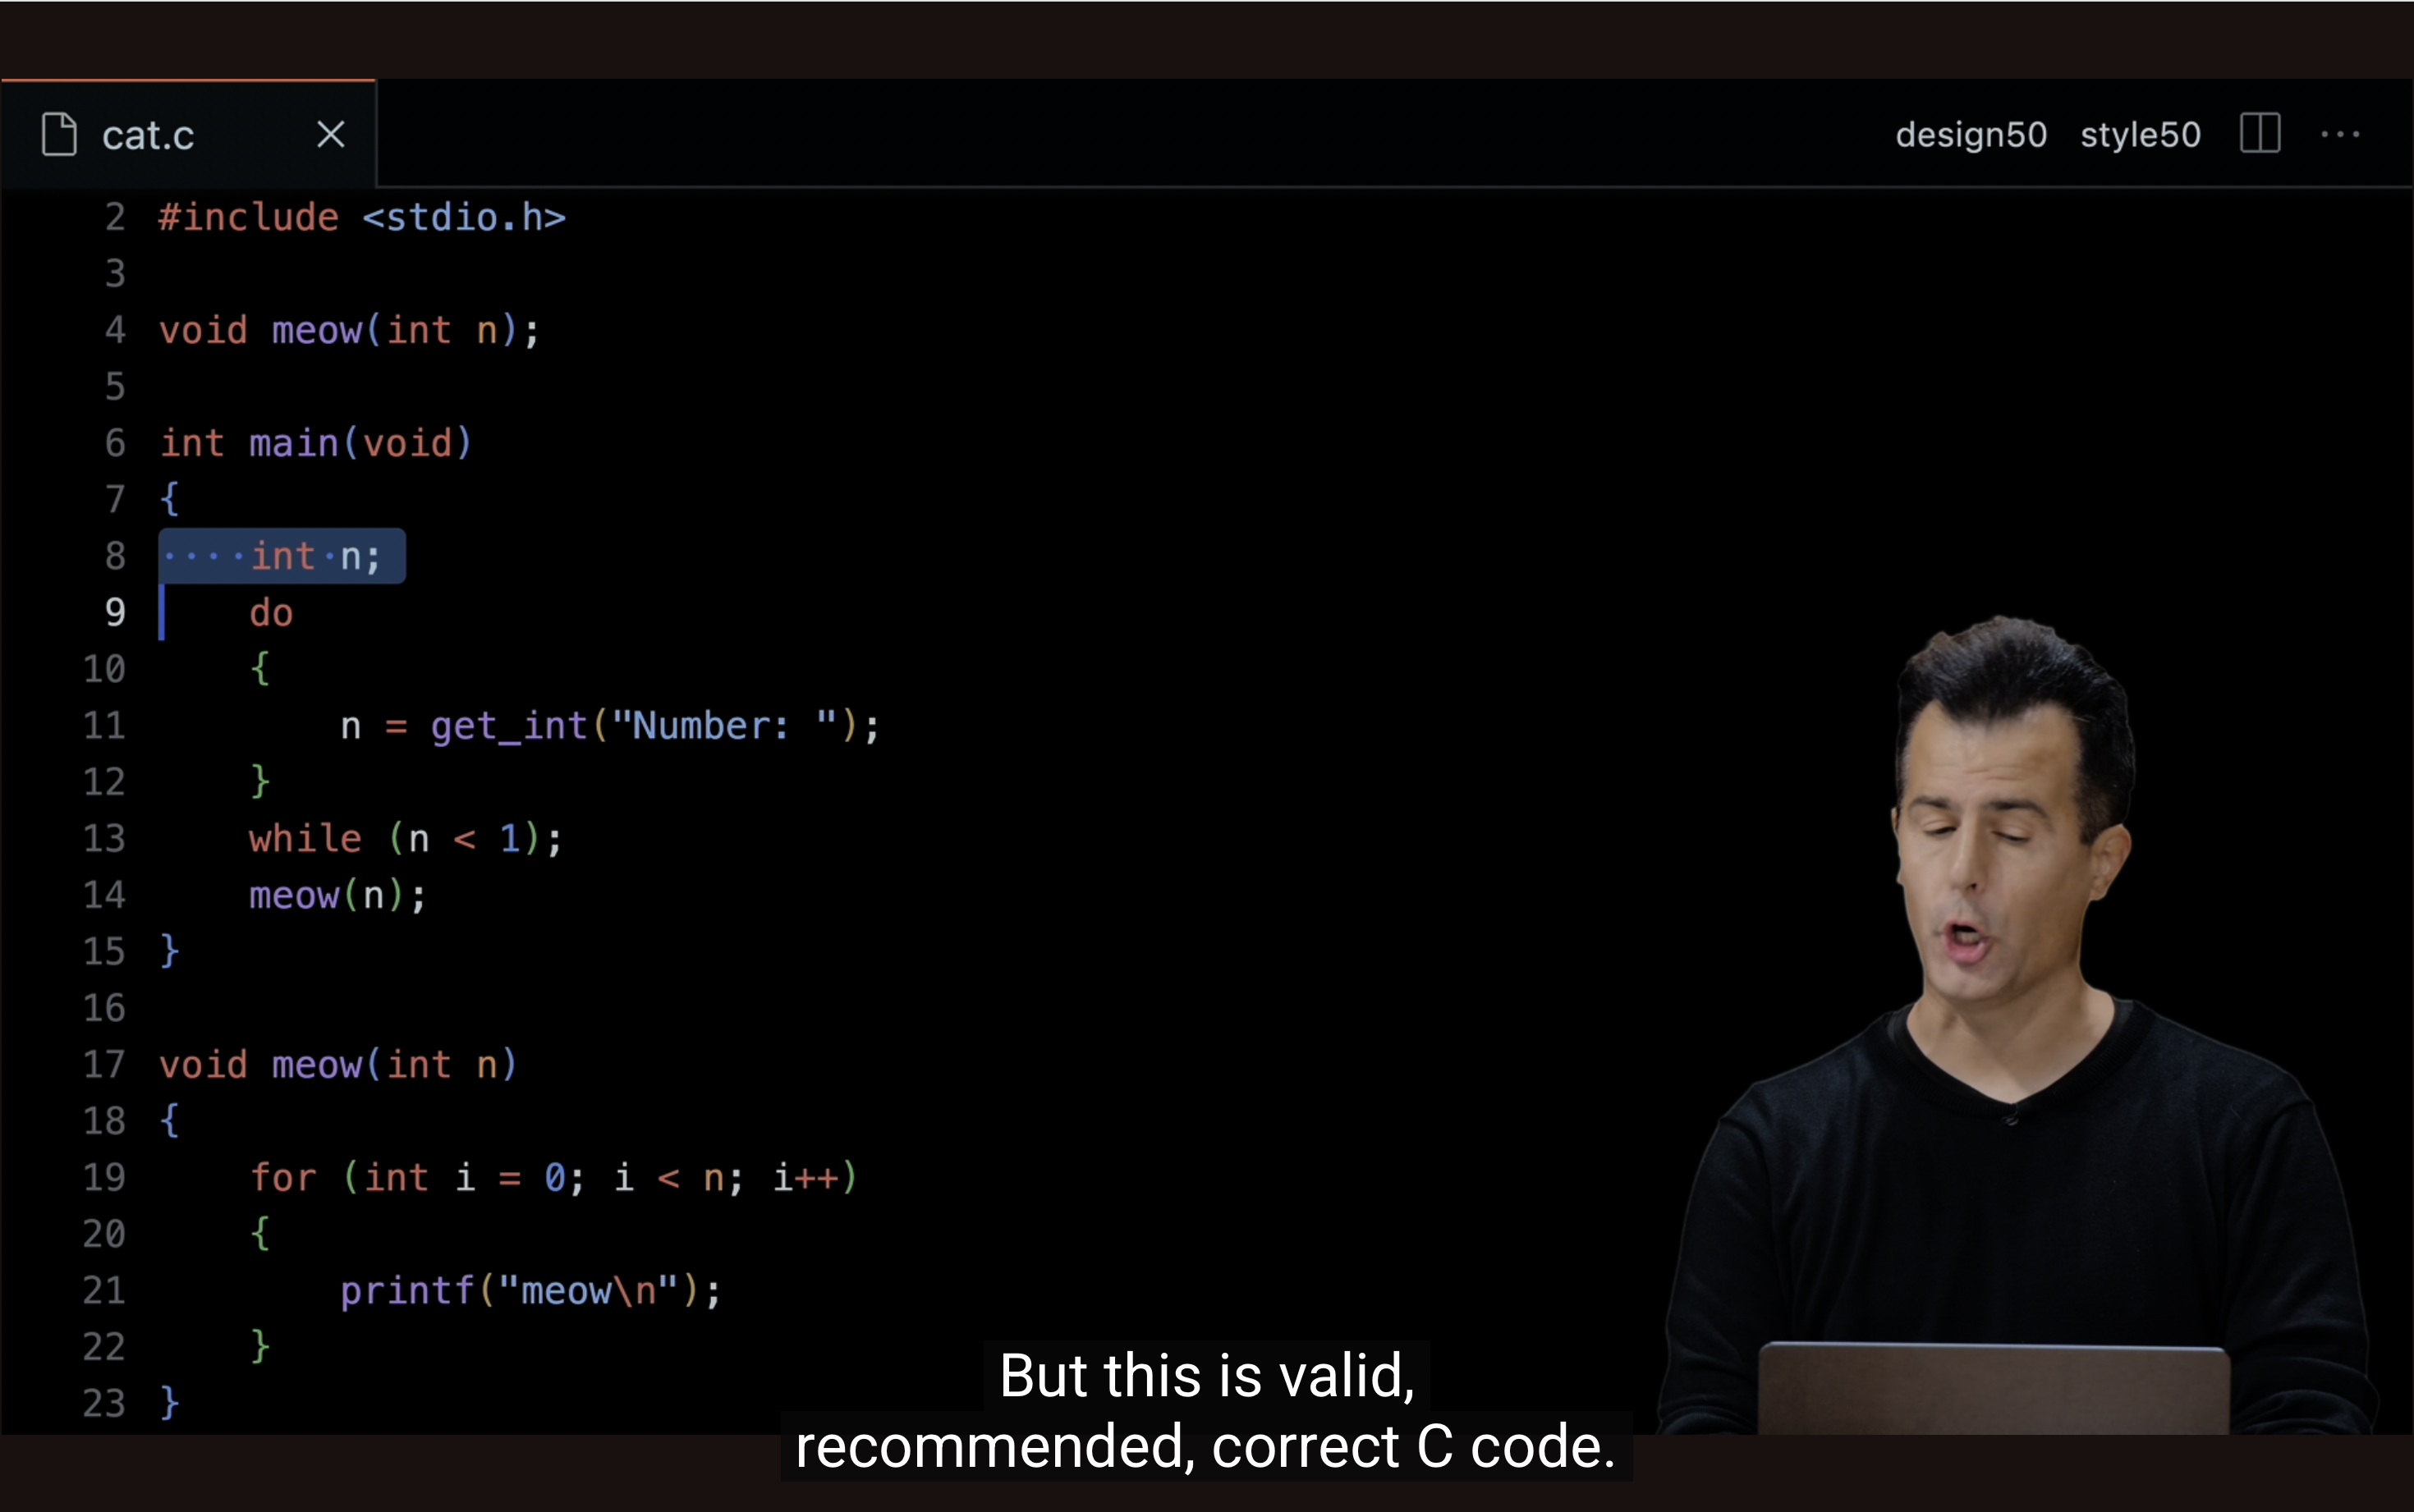 cat.c
design50 style50
2 #include <stdio.h>
3
4 void meow(int n);
5
6 int main(void)
7 {
8     int n;
9     do
10     {
11         n = get_int("Number: ");
12     }
13     while (n < 1);
14     meow(n);
15 }
16
17 void meow(int n)
18 {
19     for (int i = 0; i < n; i++)
20     {
21         printf("meow\n");
22     }
23 }
But this is valid,
recommended, correct C code.